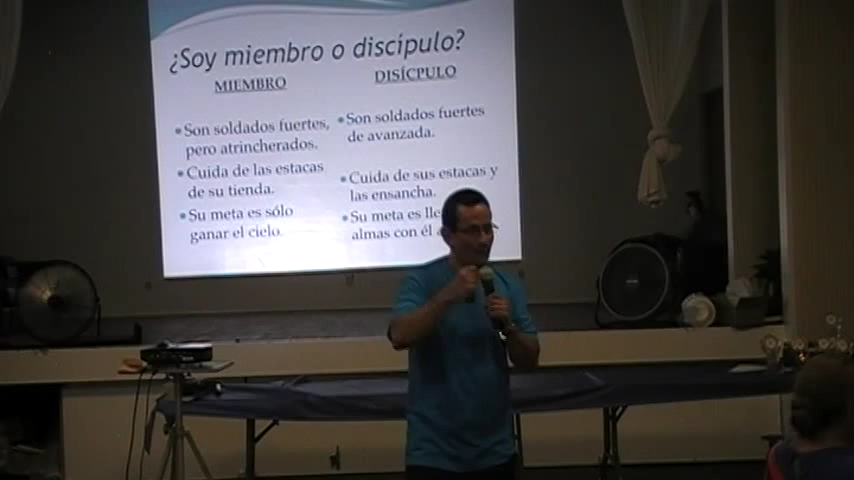 ¿Soy miembro o discípulo?
MIEMBRO
• Son soldados fuertes,
pero atrincherados.
• Cuida de las estacas
de su tienda.
• Su meta es sólo
ganar el cielo.
DISÍCPULO
• Son soldados fuertes
de avanzada.
• Cuida de sus estacas y
las ensancha.
• Su meta es
almas con él